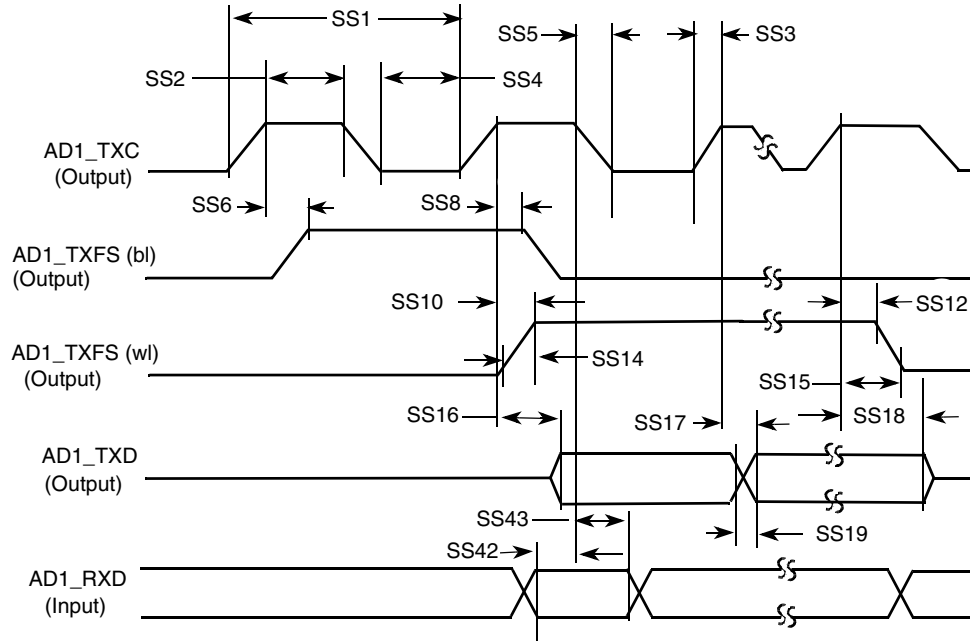 SS1
SS5
SS3
SS2
SS4
AD1_TXC
(Output)
SS6
SS8
AD1_TXFS (bl)
(Output)
SS10
SS12
AD1_TXFS (wl)
(Output)
SS14
SS15
SS16
SS17
SS18
AD1_TXD
(Output)
SS43
SS19
SS42
AD1_RXD
(Input)